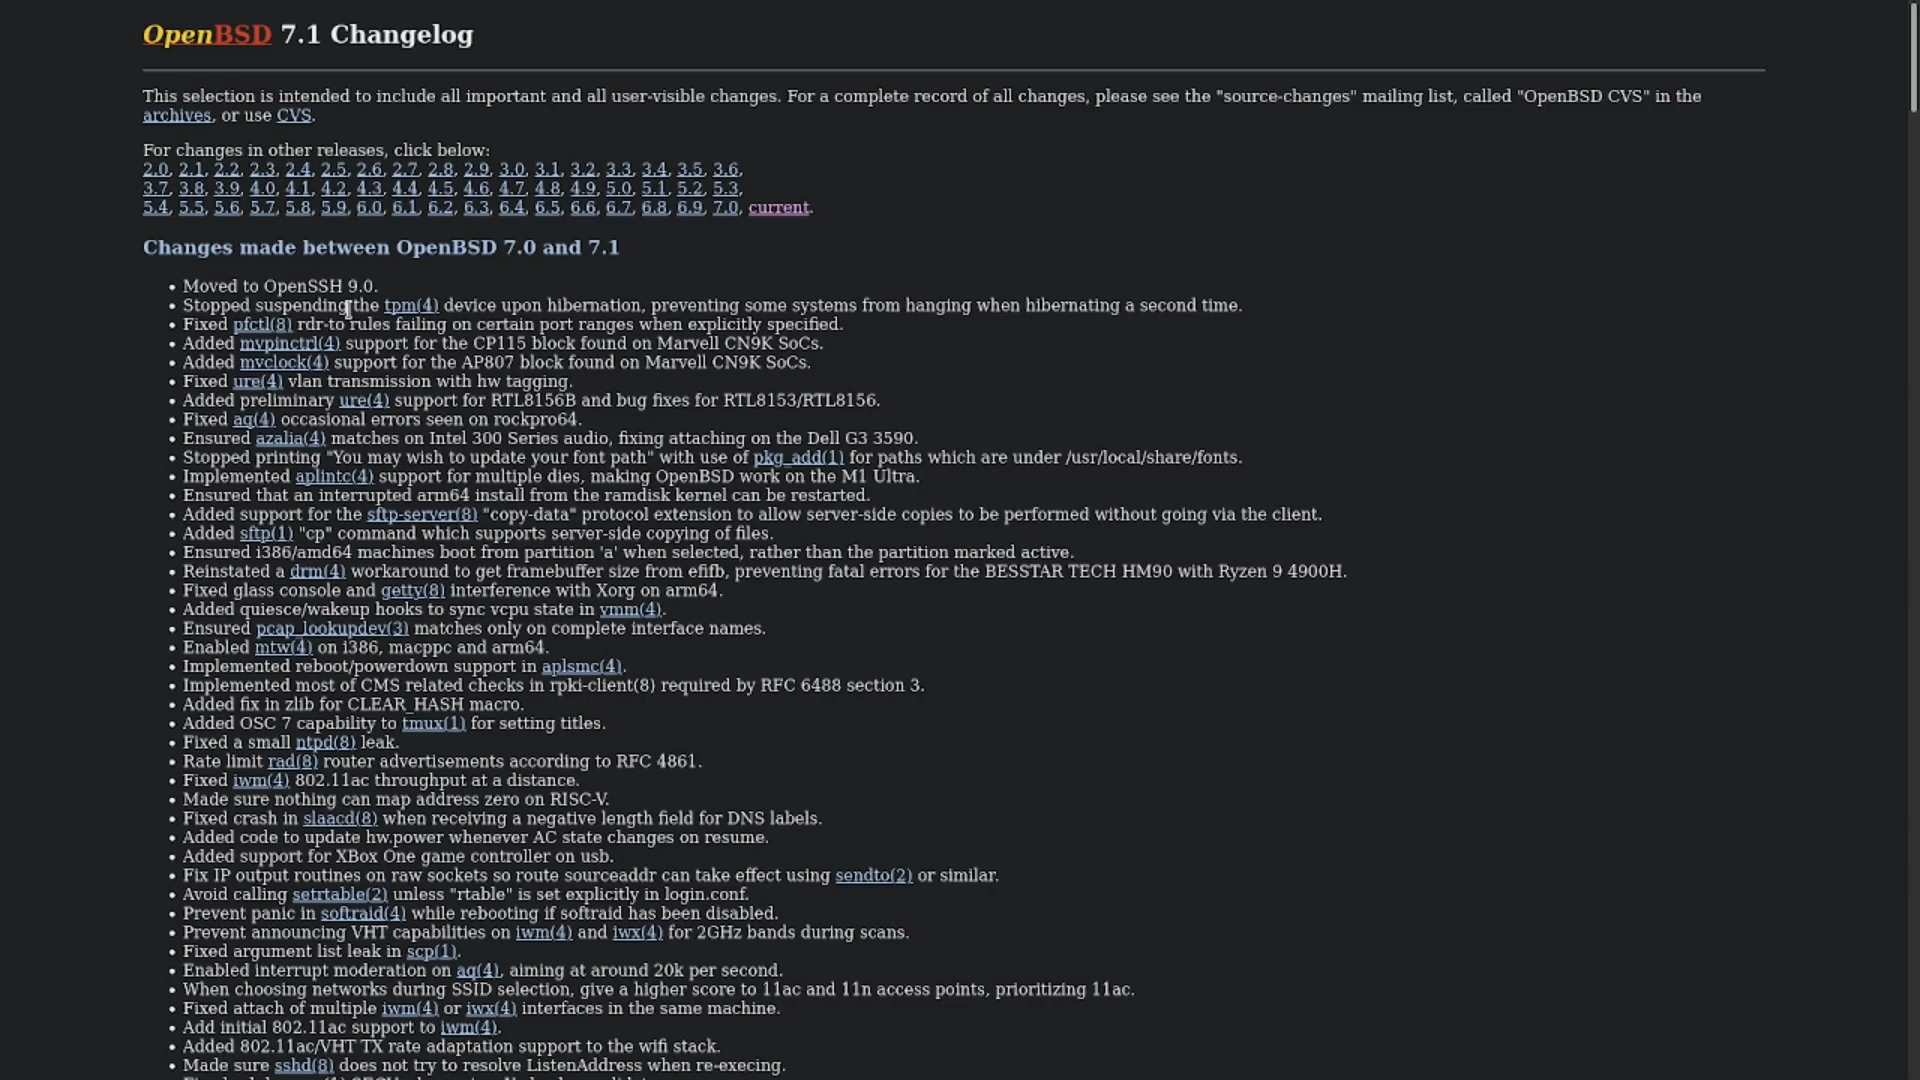 OpenBSD 7.1 Changelog
This selection is intended to include all important and all user-visible changes. For a complete record of all changes, please see the "source-changes" mailing list, called "OpenBSD CVS" in the
archives, or use CVS.
For changes in other releases, click below:
2.0, 2.1, 2.2, 2.3, 2.4, 2.5, 2.6, 2.7, 2.8, 2.9, 3.0, 3.1, 3.2, 3.3, 3.4, 3.5, 3.6,
3.7, 3.8, 3.9, 4.0, 4.1, 4.2, 4.3, 4.4, 4.5, 4.6, 4.7, 4.8, 4.9, 5.0, 5.1, 5.2, 5.3,
5.4, 5.5, 5.6, 5.7, 5.8, 5.9, 6.0, 6.1, 6.2, 6.3, 6.4, 6.5, 6.6, 6.7, 6.8, 6.9, 7.0, current.
Changes made between OpenBSD 7.0 and 7.1
• Moved to OpenSSH 9.0.
• Stopped suspending the tpm(4) device upon hibernation, preventing some systems from hanging when hibernating a second time.
• Fixed pfctl(8) rdr-to rules failing on certain port ranges when explicitly specified.
• Added mvpinctrl(4) support for the CP115 block found on Marvell CN9K SoCs.
• Added mvclock(4) support for the AP807 block found on Marvell CN9K SoCs.
• Fixed ure(4) vlan transmission with hw tagging.
• Added preliminary ure(4) support for RTL8156B and bug fixes for RTL8153/RTL8156.
• Fixed aq(4) occasional errors seen on rockpro64.
• Ensured azalia(4) matches on Intel 300 Series audio, fixing attaching on the Dell G3 3590.
• Stopped printing "You may wish to update your font path" with use of pkg_add(1) for paths which are under /usr/local/share/fonts.
• Implemented aplintc(4) support for multiple dies, making OpenBSD work on the M1 Ultra.
• Ensured that an interrupted arm64 install from the ramdisk kernel can be restarted.
• Added support for the sftp-server(8) "copy-data" protocol extension to allow server-side copies to be performed without going via the client.
• Added sftp(1) "cp" command which supports server-side copying of files.
• Ensured i386/amd64 machines boot from partition 'a' when selected, rather than the partition marked active.
• Reinstated a drm(4) workaround to get framebuffer size from efifb, preventing fatal errors for the BESSTAR TECH HM90 with Ryzen 9 4900H.
• Fixed glass console and getty(8) interference with Xorg on arm64.
• Added quiesce/wakeup hooks to sync vcpu state in vmm(4).
• Ensured pcap_lookupdev(3) matches only on complete interface names.
• Enabled mtw(4) on i386, macppc and arm64.
• Implemented reboot/powerdown support in aplsmc(4).
• Implemented most of CMS related checks in rpki-client(8) required by RFC 6488 section 3.
• Added fix in zlib for CLEAR_HASH macro.
• Added OSC 7 capability to tmux(1) for setting titles.
• Fixed a small ntpd(8) leak.
• Rate limit rad(8) router advertisements according to RFC 4861.
• Fixed iwm(4) 802.11ac throughput at a distance.
• Made sure nothing can map address zero on RISC-V.
• Fixed crash in slaacd(8) when receiving a negative length field for DNS labels.
• Added code to update hw.power whenever AC state changes on resume.
• Added support for XBox One game controller on usb.
• Fix IP output routines on raw sockets so route sourceaddr can take effect using sendto(2) or similar.
• Avoid calling setrtable(2) unless "rtable" is set explicitly in login.conf.
• Prevent panic in softraid(4) while rebooting if softraid has been disabled.
• Prevent announcing VHT capabilities on iwm(4) and iwx(4) for 2GHz bands during scans.
• Fixed argument list leak in scp(1).
• Enabled interrupt moderation on aq(4), aiming at around 20k per second.
• When choosing networks during SSID selection, give a higher score to 11ac and 11n access points, prioritizing 11ac.
• Fixed attach of multiple iwm(4) or iwx(4) interfaces in the same machine.
• Add initial 802.11ac support to iwm(4).
• Added 802.11ac/VHT TX rate adaptation support to the wifi stack.
• Made sure sshd(8) does not try to resolve ListenAddress when re-execing.